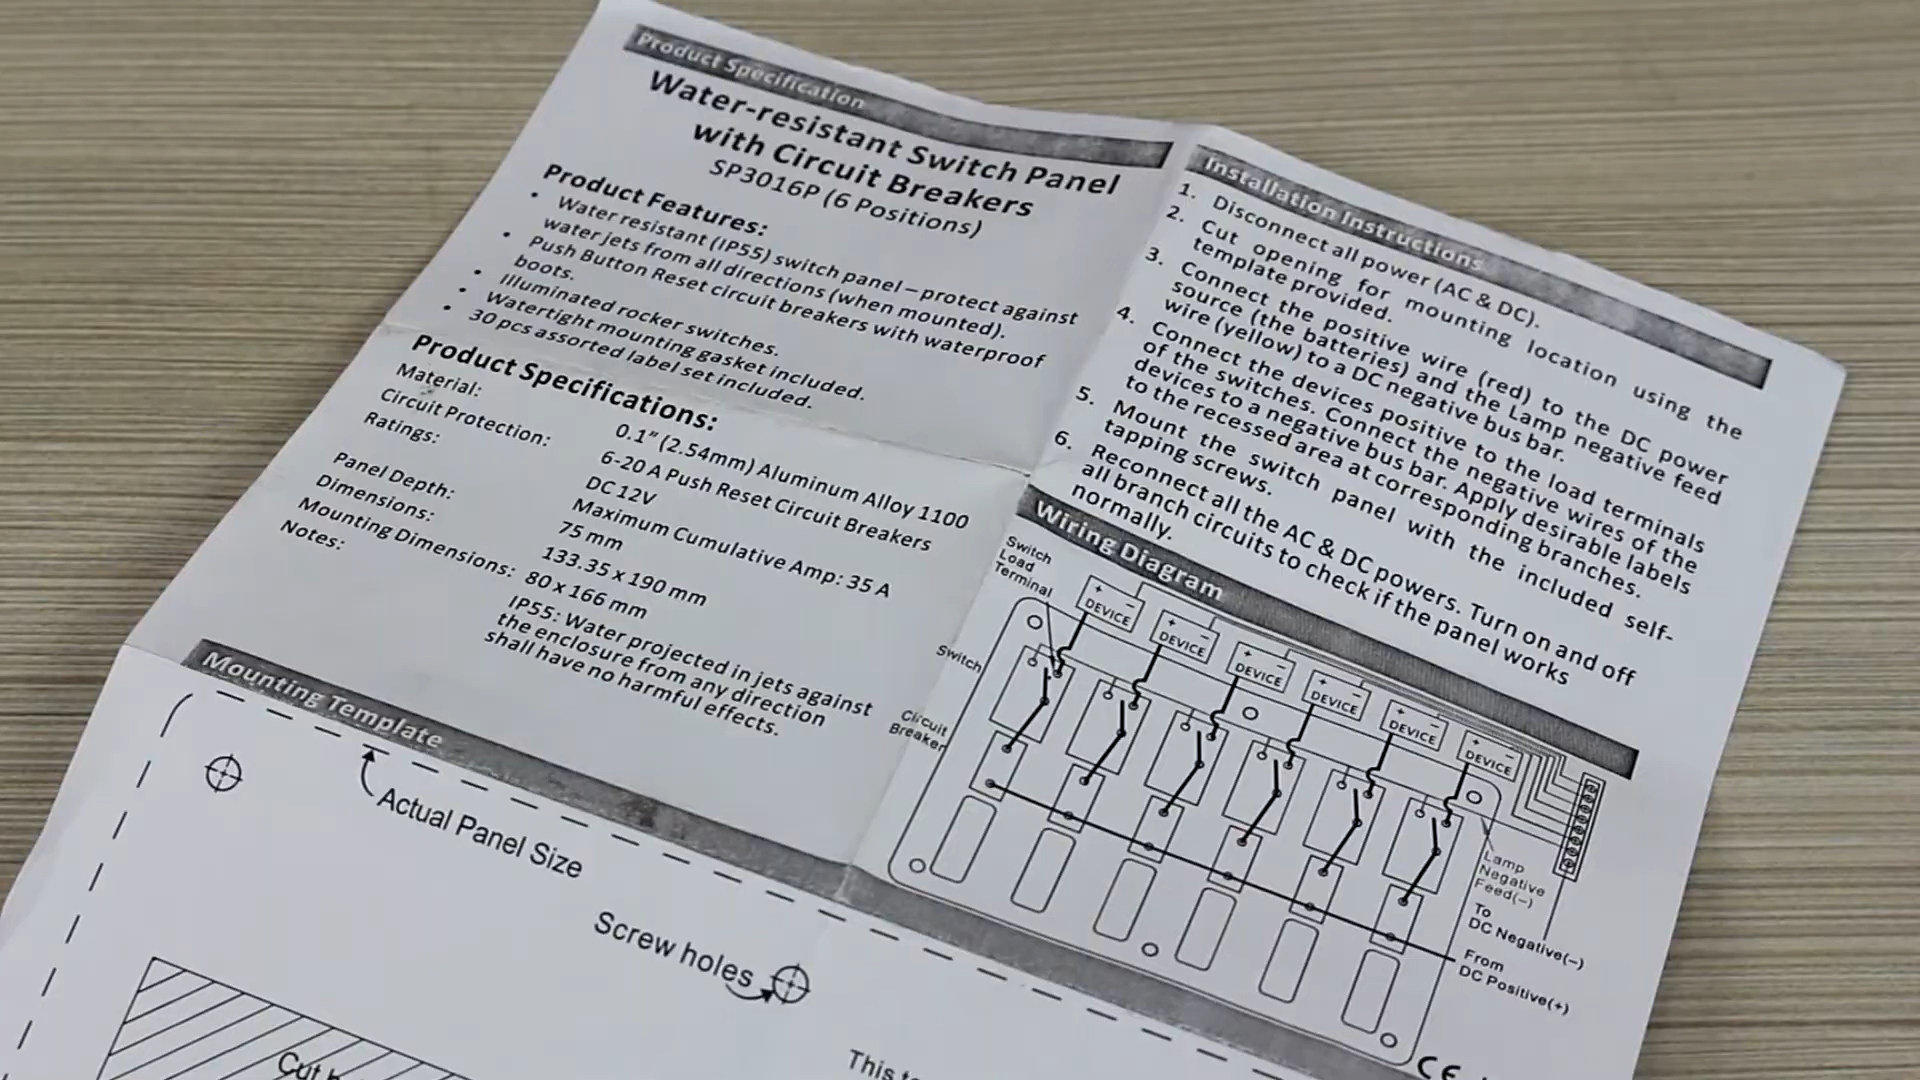 Product Specification
Water-resistant Switch Panel
with Circuit Breakers
SP3016P (6 Positions)
Product Features:
• Water resistant (IP55) switch panel – protect against
water jets from all directions (when mounted).
• Push Button Reset circuit breakers with waterproof
boots.
• Illuminated rocker switches.
• Watertight mounting gasket included.
• 30 pcs assorted label set included.
Product Specifications:
Material: 0.1" (2.54mm) Aluminum Alloy 1100
Circuit Protection: 6-20 A Push Reset Circuit Breakers
Ratings: DC 12V
Maximum Cumulative Amp: 35 A
Panel Depth: 75 mm
Dimensions: 133.35 x 190 mm
Mounting Dimensions: 80 x 166 mm
Notes: IP55: Water projected in jets against
the enclosure from any direction
shall have no harmful effects.
Installation Instructions
1. Disconnect all power (AC & DC).
2. Cut opening for mounting location using the
template provided.
3. Connect the positive wire (red) to the DC power
source (the batteries) and the Lamp negative feed
wire (yellow) to a DC negative bus bar.
4. Connect the devices positive to the load terminals
of the switches. Connect the negative wires of the
devices to a negative bus bar. Apply desirable labels
to the recessed area at corresponding branches.
5. Mount the switch panel with the included self-
tapping screws.
6. Reconnect all the AC & DC powers. Turn on and off
all branch circuits to check if the panel works
normally.
Wiring Diagram
Switch
Load
Terminal
+ −
DEVICE
+ −
DEVICE
+ −
DEVICE
+ −
DEVICE
+ −
DEVICE
+ −
DEVICE
Switch
Circuit
Breaker
Lamp
Negative
Feed(−)
To
DC Negative(−)
From
DC Positive(+)
CE
Mounting Template
Actual Panel Size
Screw holes
Cut
This